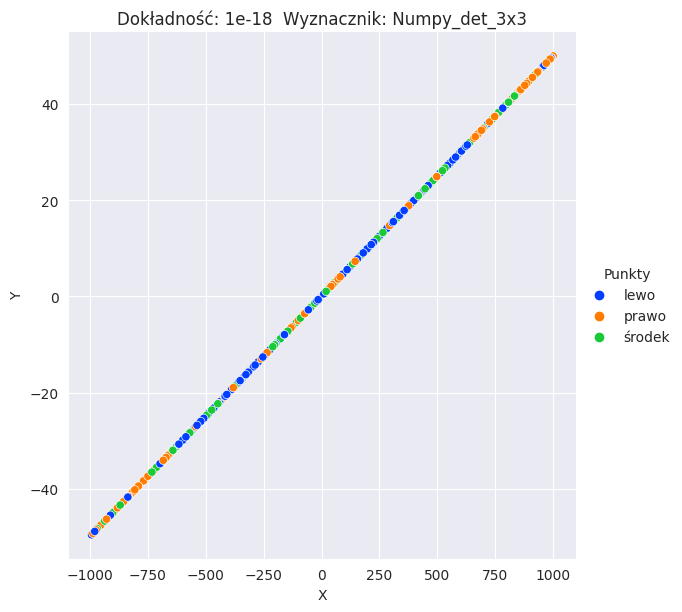 Dokładność: 1e-18  Wyznacznik: Numpy_det_3x3
40
20
0
−20
−40
Y
−1000
−750
−500
−250
0
250
500
750
1000
X
Punkty
lewo
prawo
środek